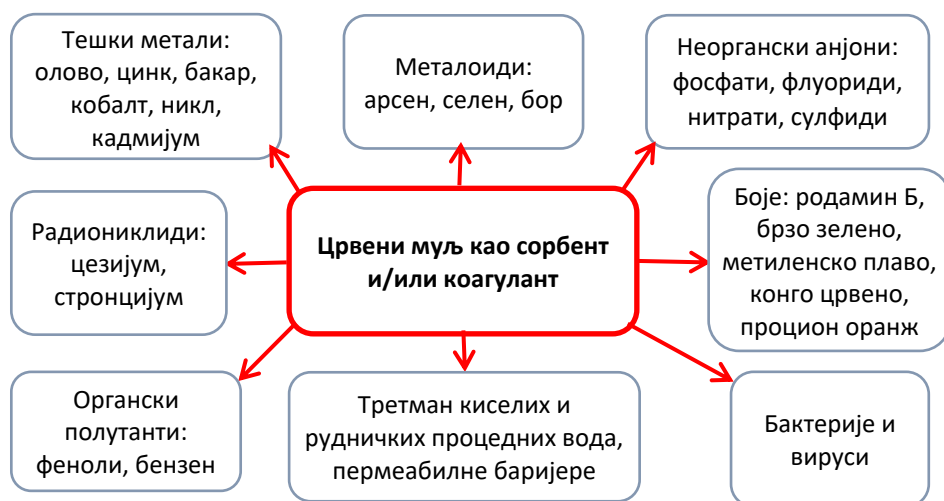 Тешки метали:
олово, цинк, бакар,
кобалт, никл,
кадмијум
Металоиди:
арсен, селен, бор
Неоргански анјони:
фосфати, флуориди,
нитрати, сулфиди
Радиониклиди:
цезијум,
стронцијум
Црвени муљ као сорбент
и/или коагулант
Боје: родамин Б,
брзо зелено,
метиленско плаво,
конго црвено,
процион оранж
Органски
полутанти:
феноли, бензен
Третман киселих и
рудничких процедних вода,
пермеабилне баријере
Бактерије и
вируси